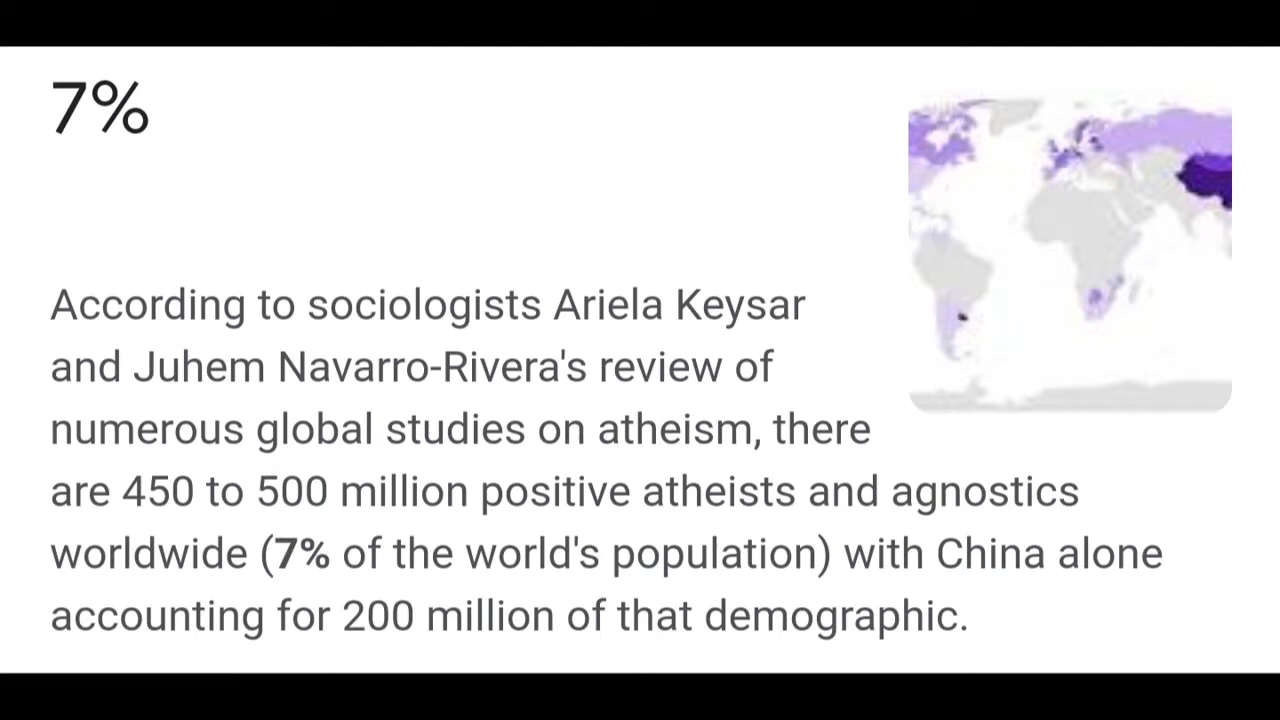 7%
According to sociologists Ariela Keysar
and Juhem Navarro-Rivera's review of
numerous global studies on atheism, there
are 450 to 500 million positive atheists and agnostics
worldwide (7% of the world's population) with China alone
accounting for 200 million of that demographic.